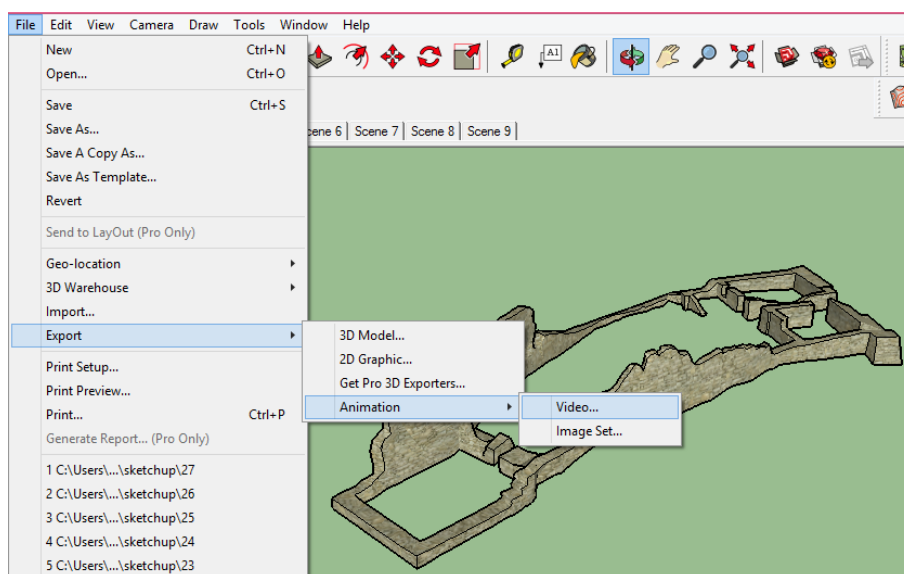 File Edit View Camera Draw Tools Window Help
New Ctrl+N
Open... Ctrl+O
Save Ctrl+S
Save As...
Save A Copy As...
Save As Template...
Revert
Send to LayOut (Pro Only)
Geo-location
3D Warehouse
Import...
Export
Print Setup...
Print Preview...
Print... Ctrl+P
Generate Report... (Pro Only)
1 C:\Users\...\sketchup\27
2 C:\Users\...\sketchup\26
3 C:\Users\...\sketchup\25
4 C:\Users\...\sketchup\24
5 C:\Users\...\sketchup\23
3D Model...
2D Graphic...
Get Pro 3D Exporters...
Animation
Video...
Image Set...
A1
cene 6 Scene 7 Scene 8 Scene 9